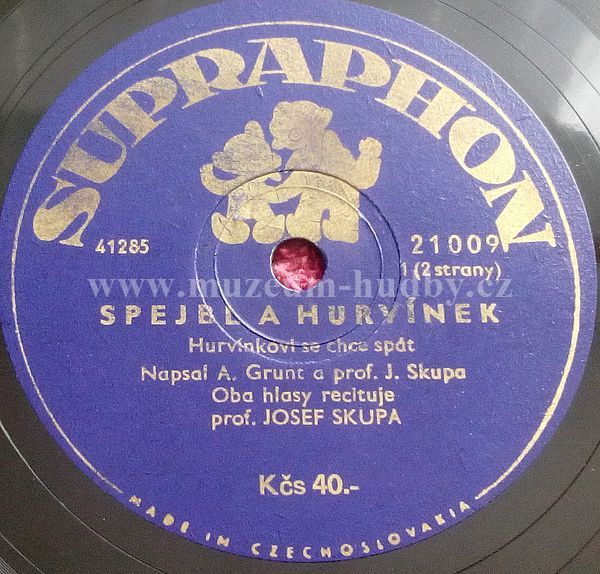 SUPRAPHON
41285
21009
1 (2 strany)
www.muzeum-hudby.cz
SPEJBL A HURVÍNEK
Hurvínkovi se chce spát
Napsal A. Grunt a prof. J. Skupa
Oba hlasy recituje
prof. JOSEF SKUPA
Kčs 40.-
MADE IN CZECHOSLOVAKIA